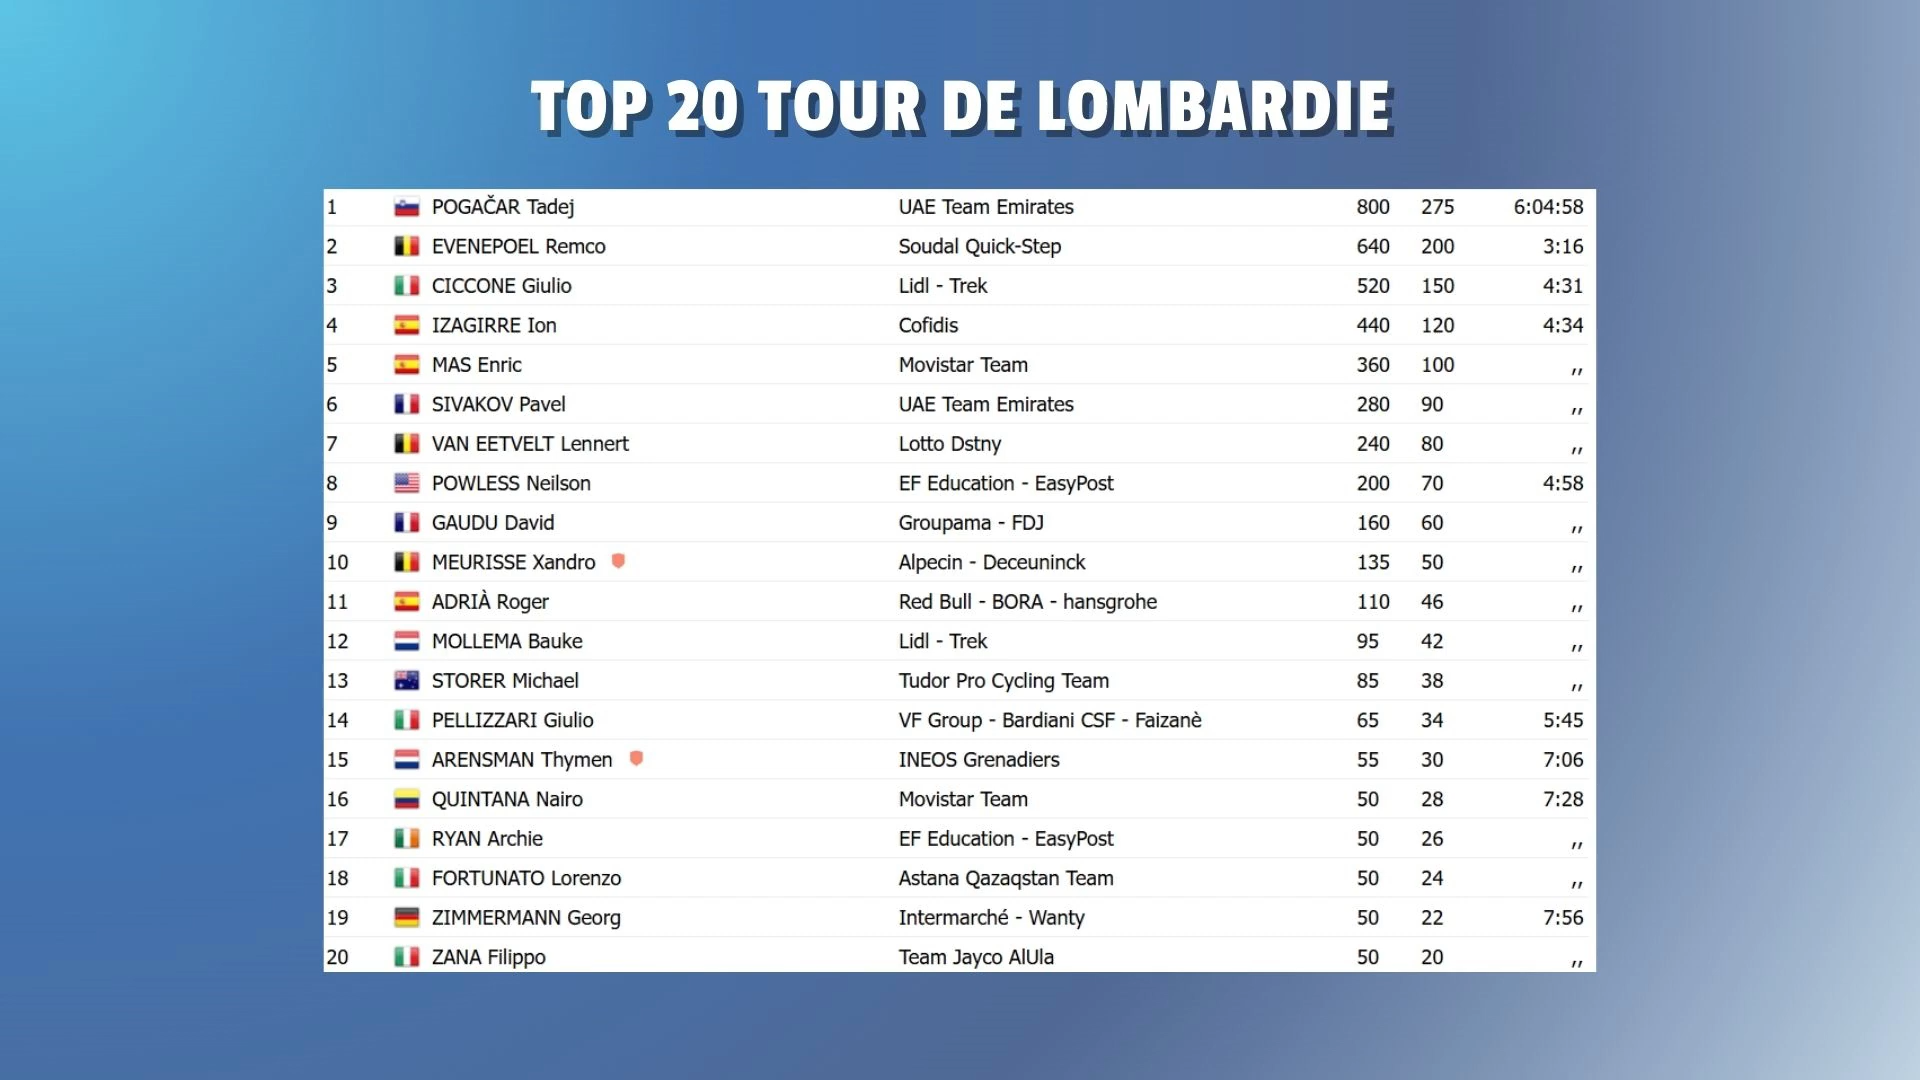 TOP 20 TOUR DE LOMBARDIE
1 POGAČAR Tadej UAE Team Emirates 800 275 6:04:58
2 EVENEPOEL Remco Soudal Quick-Step 640 200 3:16
3 CICCONE Giulio Lidl - Trek 520 150 4:31
4 IZAGIRRE Ion Cofidis 440 120 4:34
5 MAS Enric Movistar Team 360 100 ,,
6 SIVAKOV Pavel UAE Team Emirates 280 90 ,,
7 VAN EETVELT Lennert Lotto Dstny 240 80 ,,
8 POWLESS Neilson EF Education - EasyPost 200 70 4:58
9 GAUDU David Groupama - FDJ 160 60 ,,
10 MEURISSE Xandro Alpecin - Deceuninck 135 50 ,,
11 ADRIÀ Roger Red Bull - BORA - hansgrohe 110 46 ,,
12 MOLLEMA Bauke Lidl - Trek 95 42 ,,
13 STORER Michael Tudor Pro Cycling Team 85 38 ,,
14 PELLIZZARI Giulio VF Group - Bardiani CSF - Faizanè 65 34 5:45
15 ARENSMAN Thymen INEOS Grenadiers 55 30 7:06
16 QUINTANA Nairo Movistar Team 50 28 7:28
17 RYAN Archie EF Education - EasyPost 50 26 ,,
18 FORTUNATO Lorenzo Astana Qazaqstan Team 50 24 ,,
19 ZIMMERMANN Georg Intermarché - Wanty 50 22 7:56
20 ZANA Filippo Team Jayco AlUla 50 20 ,,